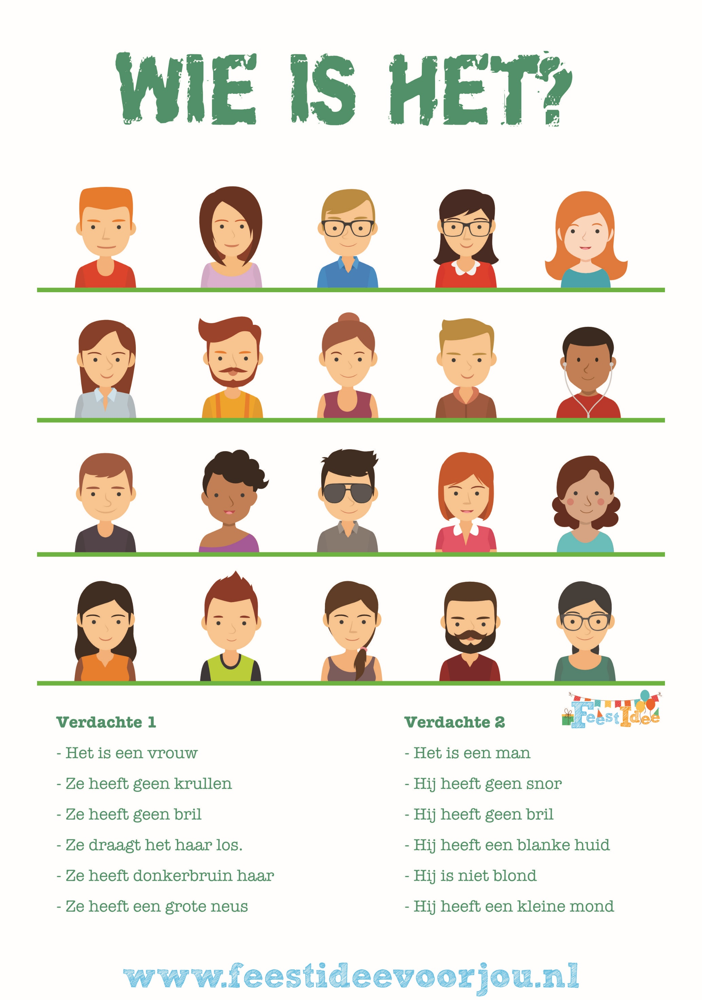 WIE IS HET?
Verdachte 1
- Het is een vrouw
- Ze heeft geen krullen
- Ze heeft geen bril
- Ze draagt het haar los.
- Ze heeft donkerbruin haar
- Ze heeft een grote neus
Verdachte 2
- Het is een man
- Hij heeft geen snor
- Hij heeft geen bril
- Hij heeft een blanke huid
- Hij is niet blond
- Hij heeft een kleine mond
FeestIdee
www.feestideevoorjou.nl